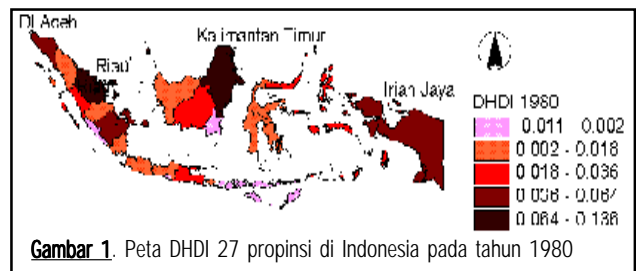 DI Aceh
Riau
Kalimantan Timur
Irian Jaya
DHDI 1980
0.011 0.002
0.002 - 0.018
0.018 - 0.036
0.064 - 0.136
Gambar 1. Peta DHDI 27 propinsi di Indonesia pada tahun 1980